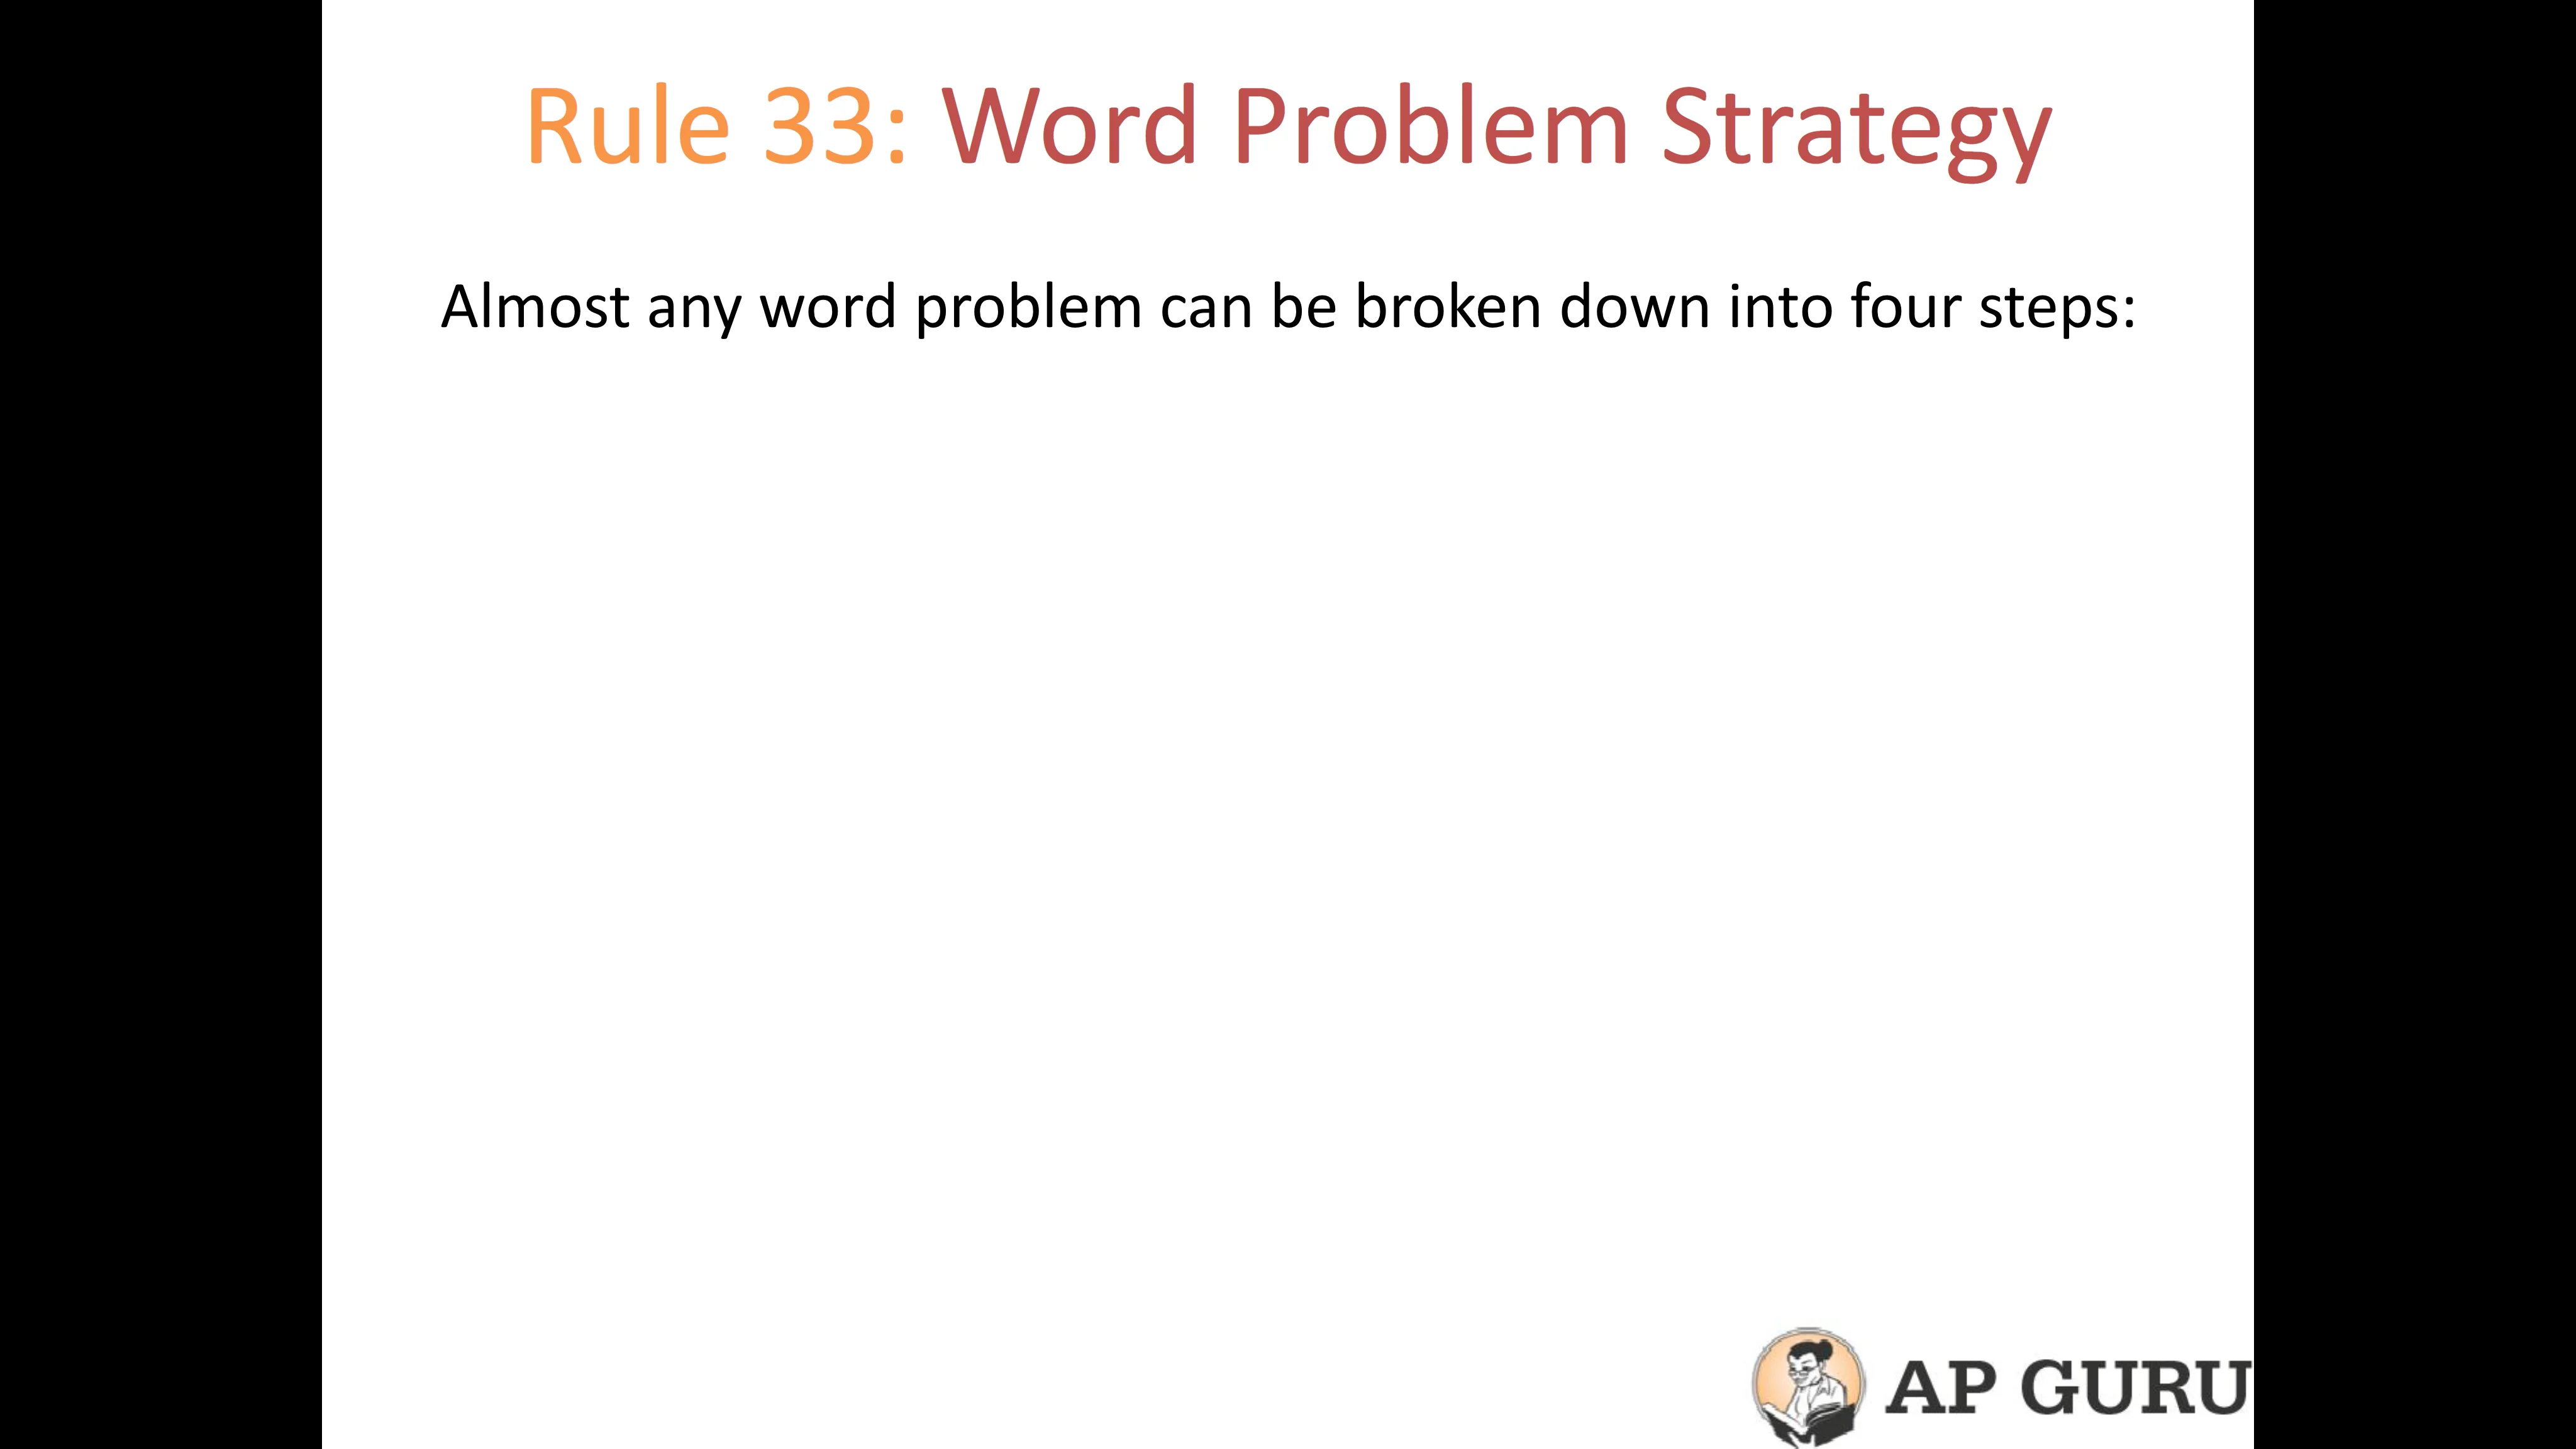 Rule 33: Word Problem Strategy
Almost any word problem can be broken down into four steps:
AP GURU